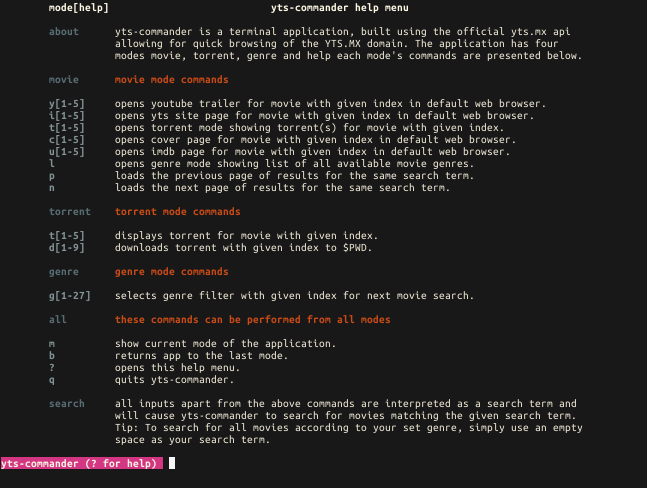 mode[help] yts-commander help menu
about yts-commander is a terminal application, built using the official yts.mx api
allowing for quick browsing of the YTS.MX domain. The application has four
modes movie, torrent, genre and help each mode's commands are presented below.
movie movie mode commands
y[1-5] opens youtube trailer for movie with given index in default web browser.
i[1-5] opens yts site page for movie with given index in default web browser.
t[1-5] opens torrent mode showing torrent(s) for movie with given index.
c[1-5] opens cover page for movie with given index in default web browser.
u[1-5] opens imdb page for movie with given index in default web browser.
l opens genre mode showing list of all available movie genres.
p loads the previous page of results for the same search term.
n loads the next page of results for the same search term.
torrent torrent mode commands
t[1-5] displays torrent for movie with given index.
d[1-9] downloads torrent with given index to $PWD.
genre genre mode commands
g[1-27] selects genre filter with given index for next movie search.
all these commands can be performed from all modes
m show current mode of the application.
b returns app to the last mode.
? opens this help menu.
q quits yts-commander.
search all inputs apart from the above commands are interpreted as a search term and
will cause yts-commander to search for movies matching the given search term.
Tip: To search for all movies according to your set genre, simply use an empty
space as your search term.
yts-commander (? for help)